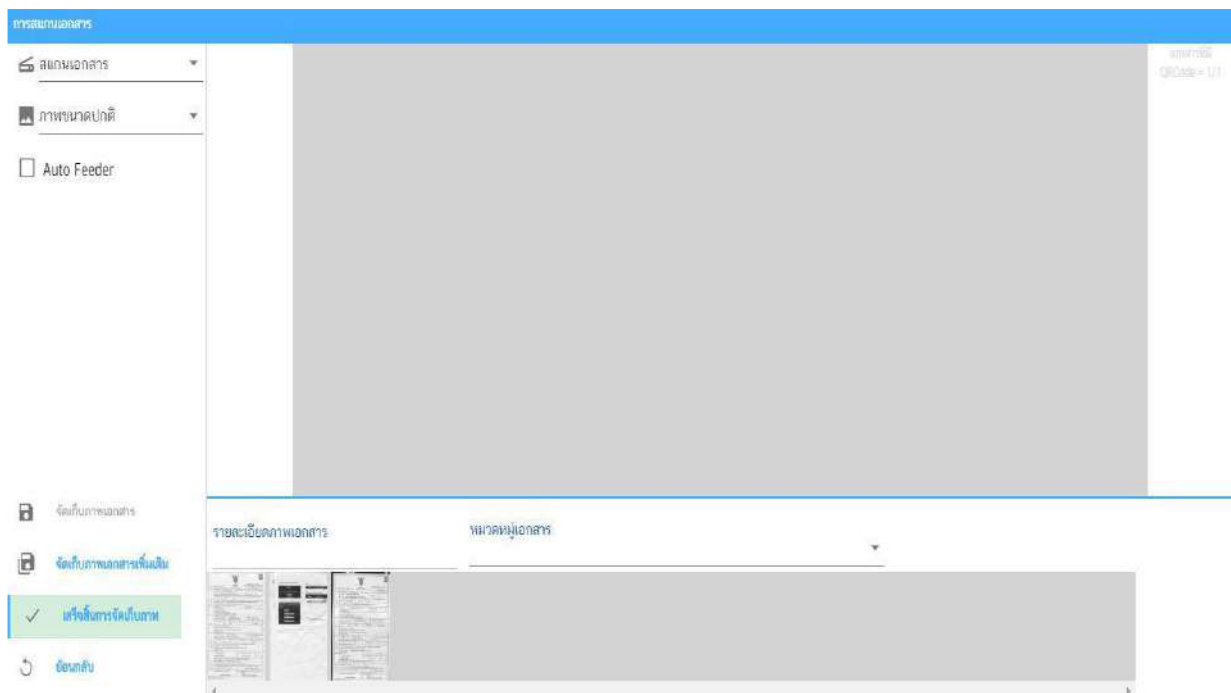 การสแกนเอกสาร
สแกนเอกสาร
ภาพขนาดปกติ
Auto Feeder
QRCode = 1/1
จัดเก็บภาพเอกสาร
จัดเก็บภาพเอกสารเพิ่มเติม
เสร็จสิ้นการจัดเก็บภาพ
ย้อนกลับ
รายละเอียดภาพเอกสาร
หมวดหมู่เอกสาร